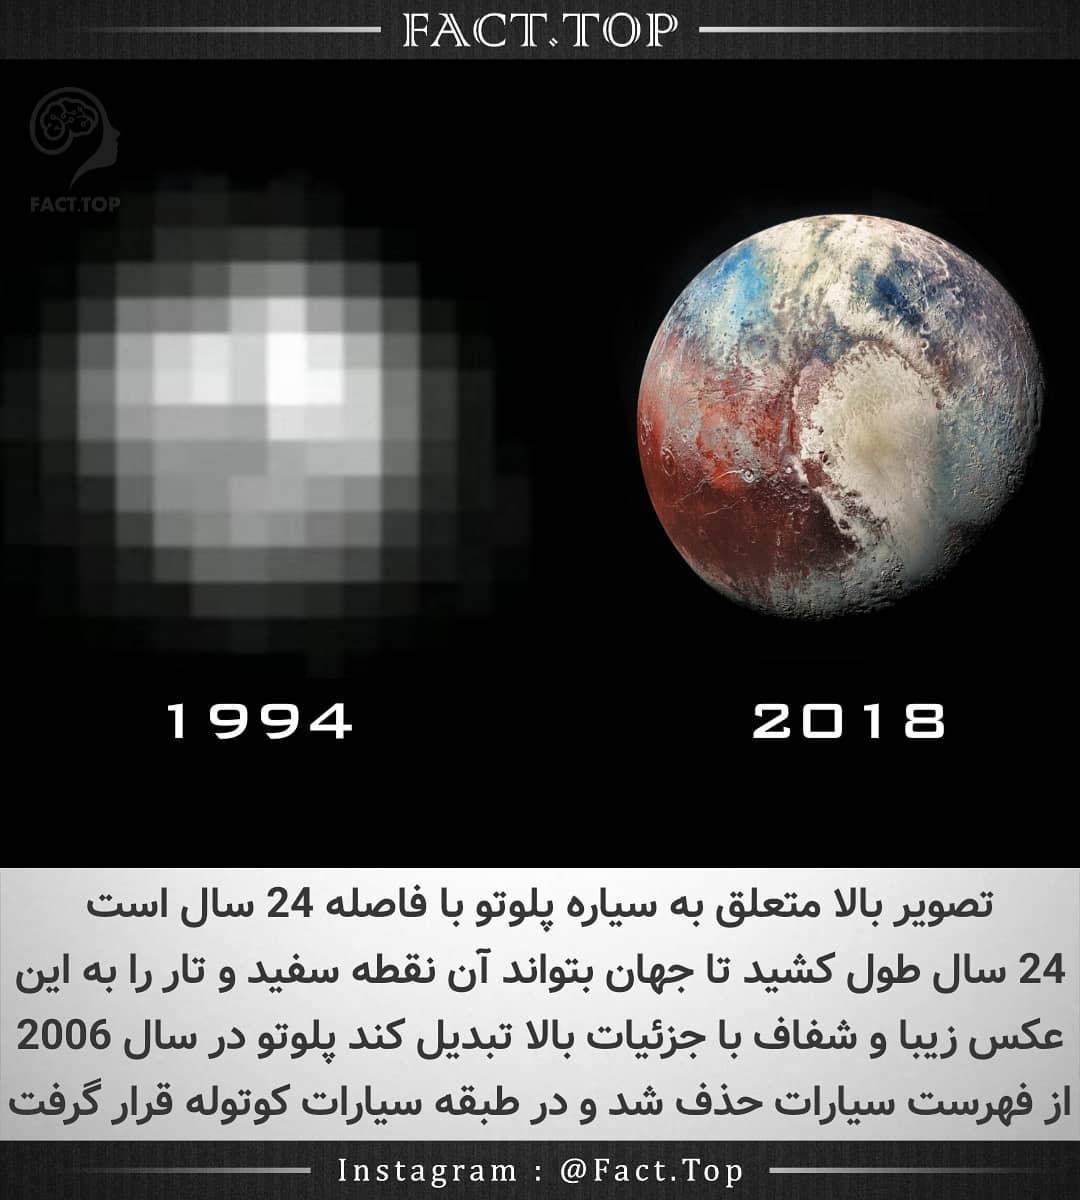 FACT.TOP
FACT.TOP
1994
2018
تصویر بالا متعلق به سیاره پلوتو با فاصله 24 سال است
24 سال طول کشید تا جهان بتواند آن نقطه سفید و تار را به این
عکس زیبا و شفاف با جزئیات بالا تبدیل کند پلوتو در سال 2006
از فهرست سیارات حذف شد و در طبقه سیارات کوتوله قرار گرفت
Instagram : @Fact.Top